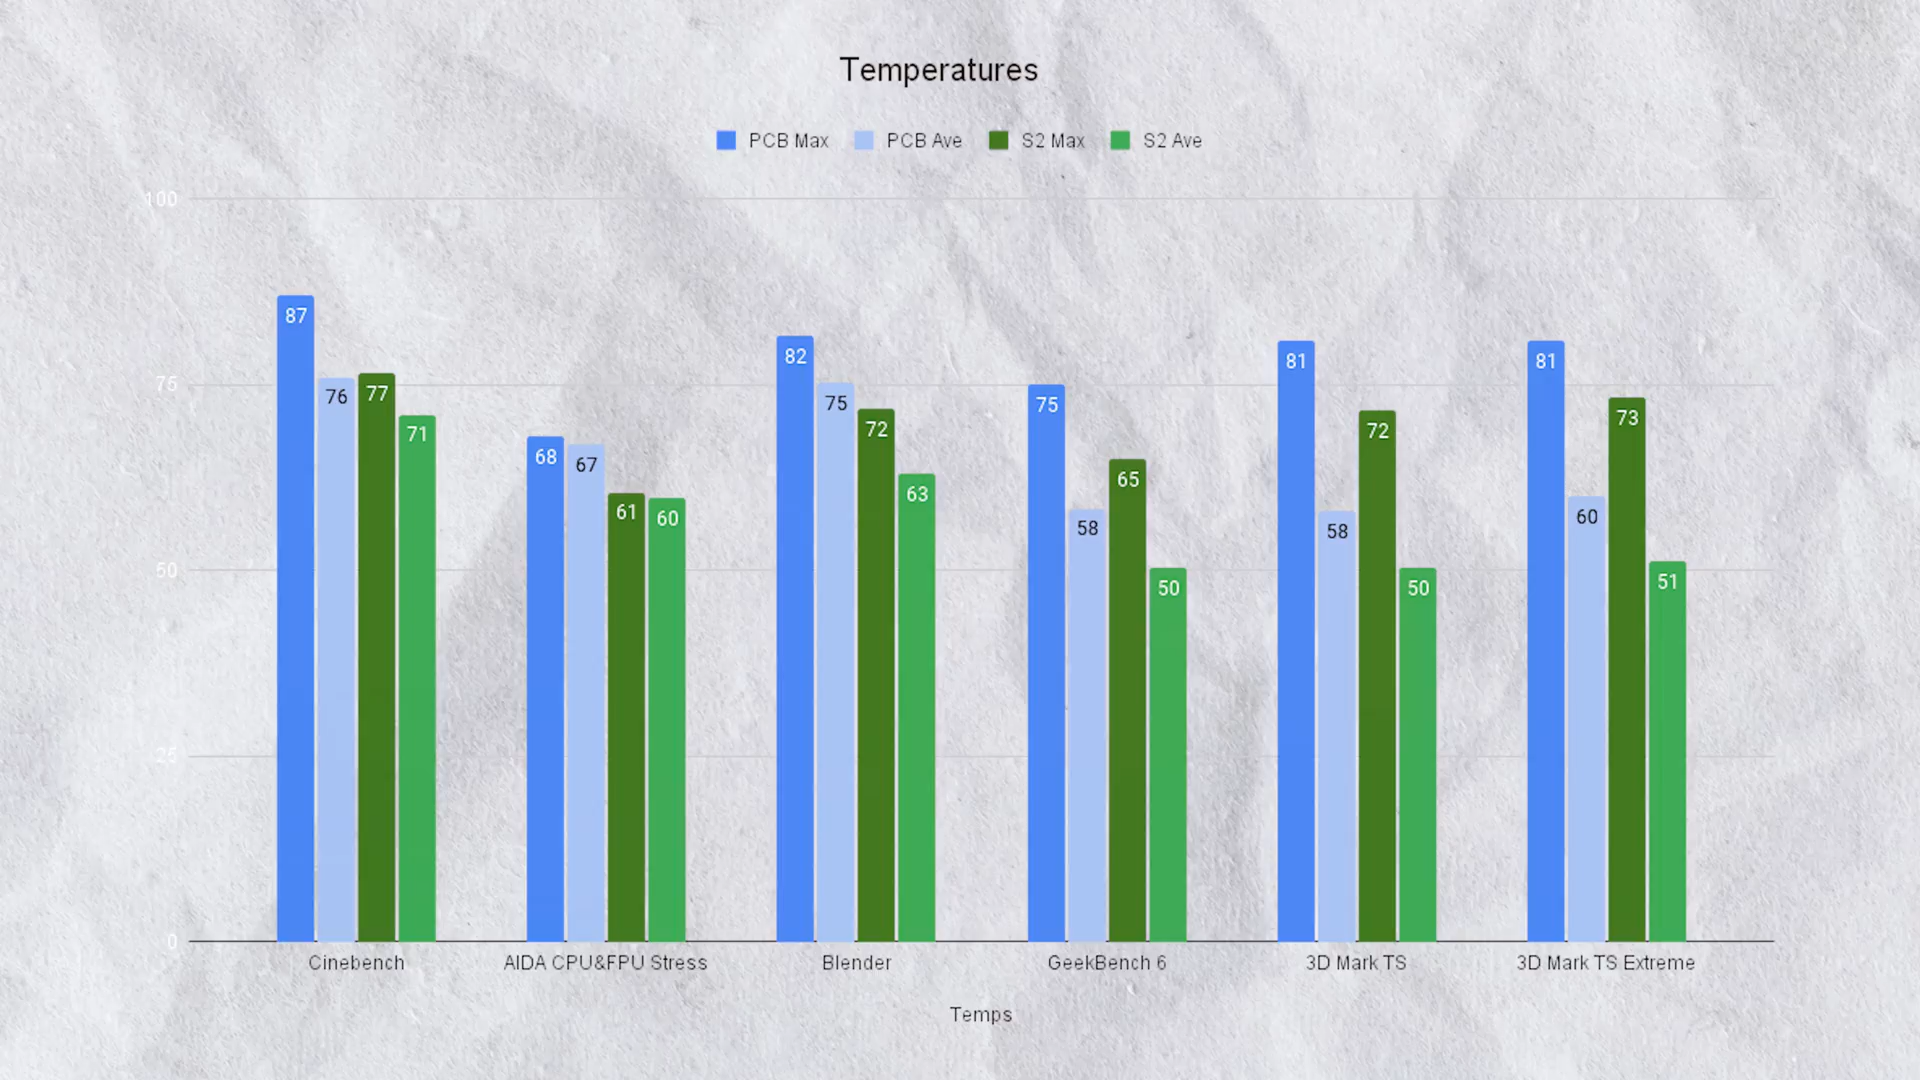 Temperatures
PCB Max PCB Ave S2 Max S2 Ave
100
87
82
81 81
75 76 77 75 75
71 72 72 73
68 67 65
61 60 63 58 58 60
50 50 50 51
25
0
Cinebench AIDA CPU&FPU Stress Blender GeekBench 6 3D Mark TS 3D Mark TS Extreme
Temps